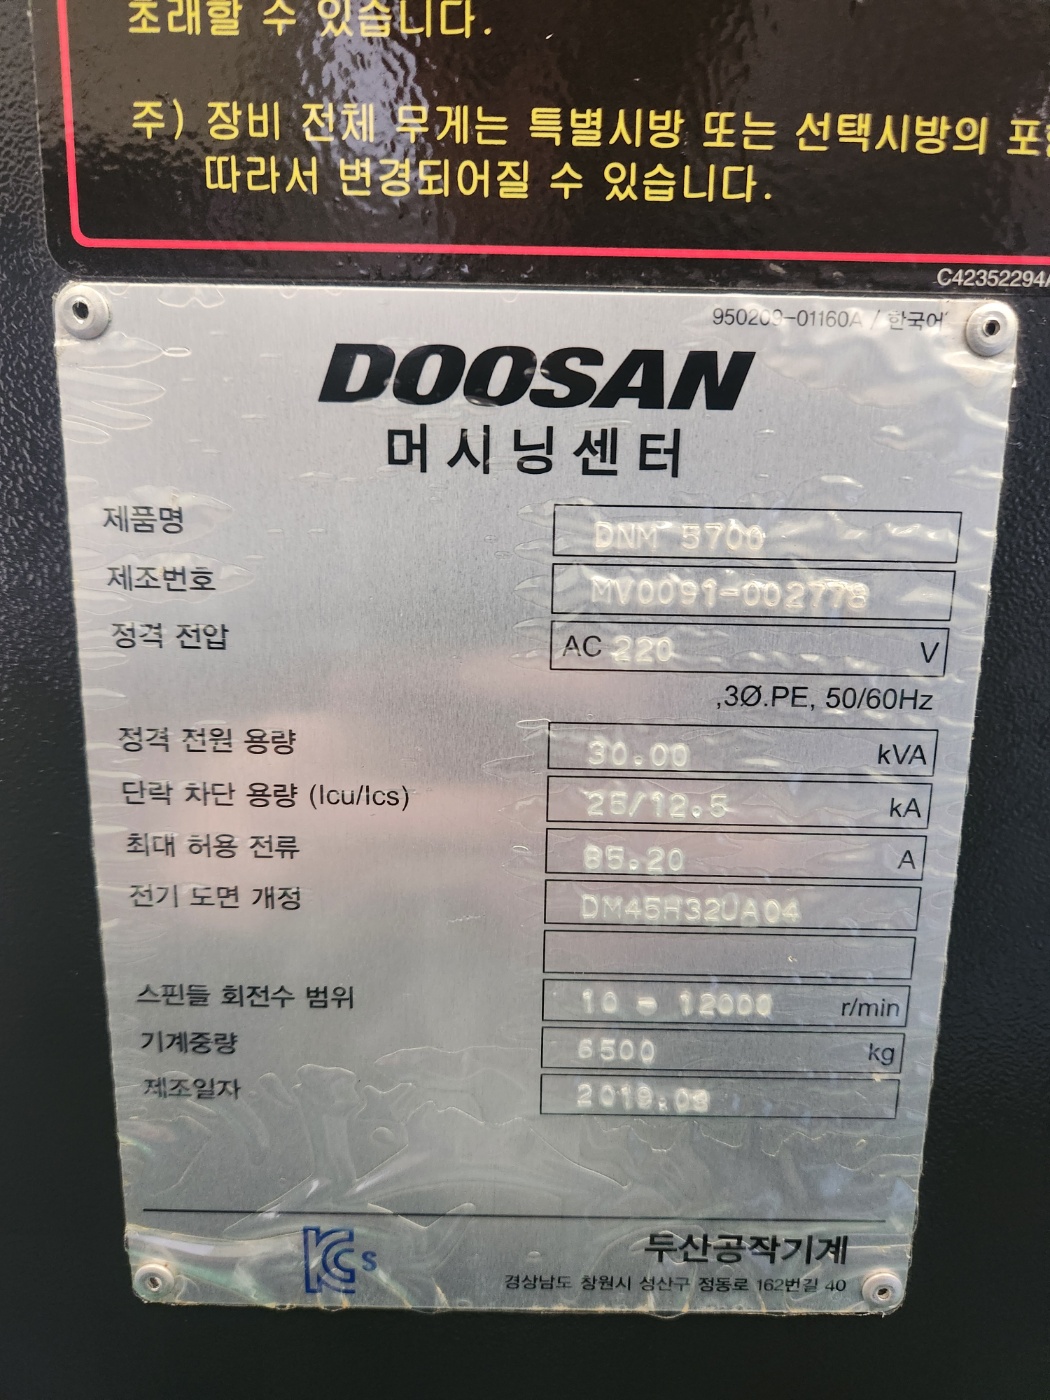 초래할 수 있습니다.
주) 장비 전체 무게는 특별시방 또는 선택시방의
따라서 변경되어질 수 있습니다.
C42352294A
950209-01160A / 한국어
DOOSAN
머시닝센터
제품명 DNM 5700
제조번호 MV0091-002778
정격 전압 AC 220 V
,3Ø.PE, 50/60Hz
정격 전원 용량 30.00 kVA
단락 차단 용량 (Icu/Ics) 25/12.5 kA
최대 허용 전류 85.20 A
전기 도면 개정 DM45H32UA04
스핀들 회전수 범위 10 - 12000 r/min
기계중량 6500 kg
제조일자
KCs
두산공작기계
경상남도 창원시 성산구 정동로 162번길 40